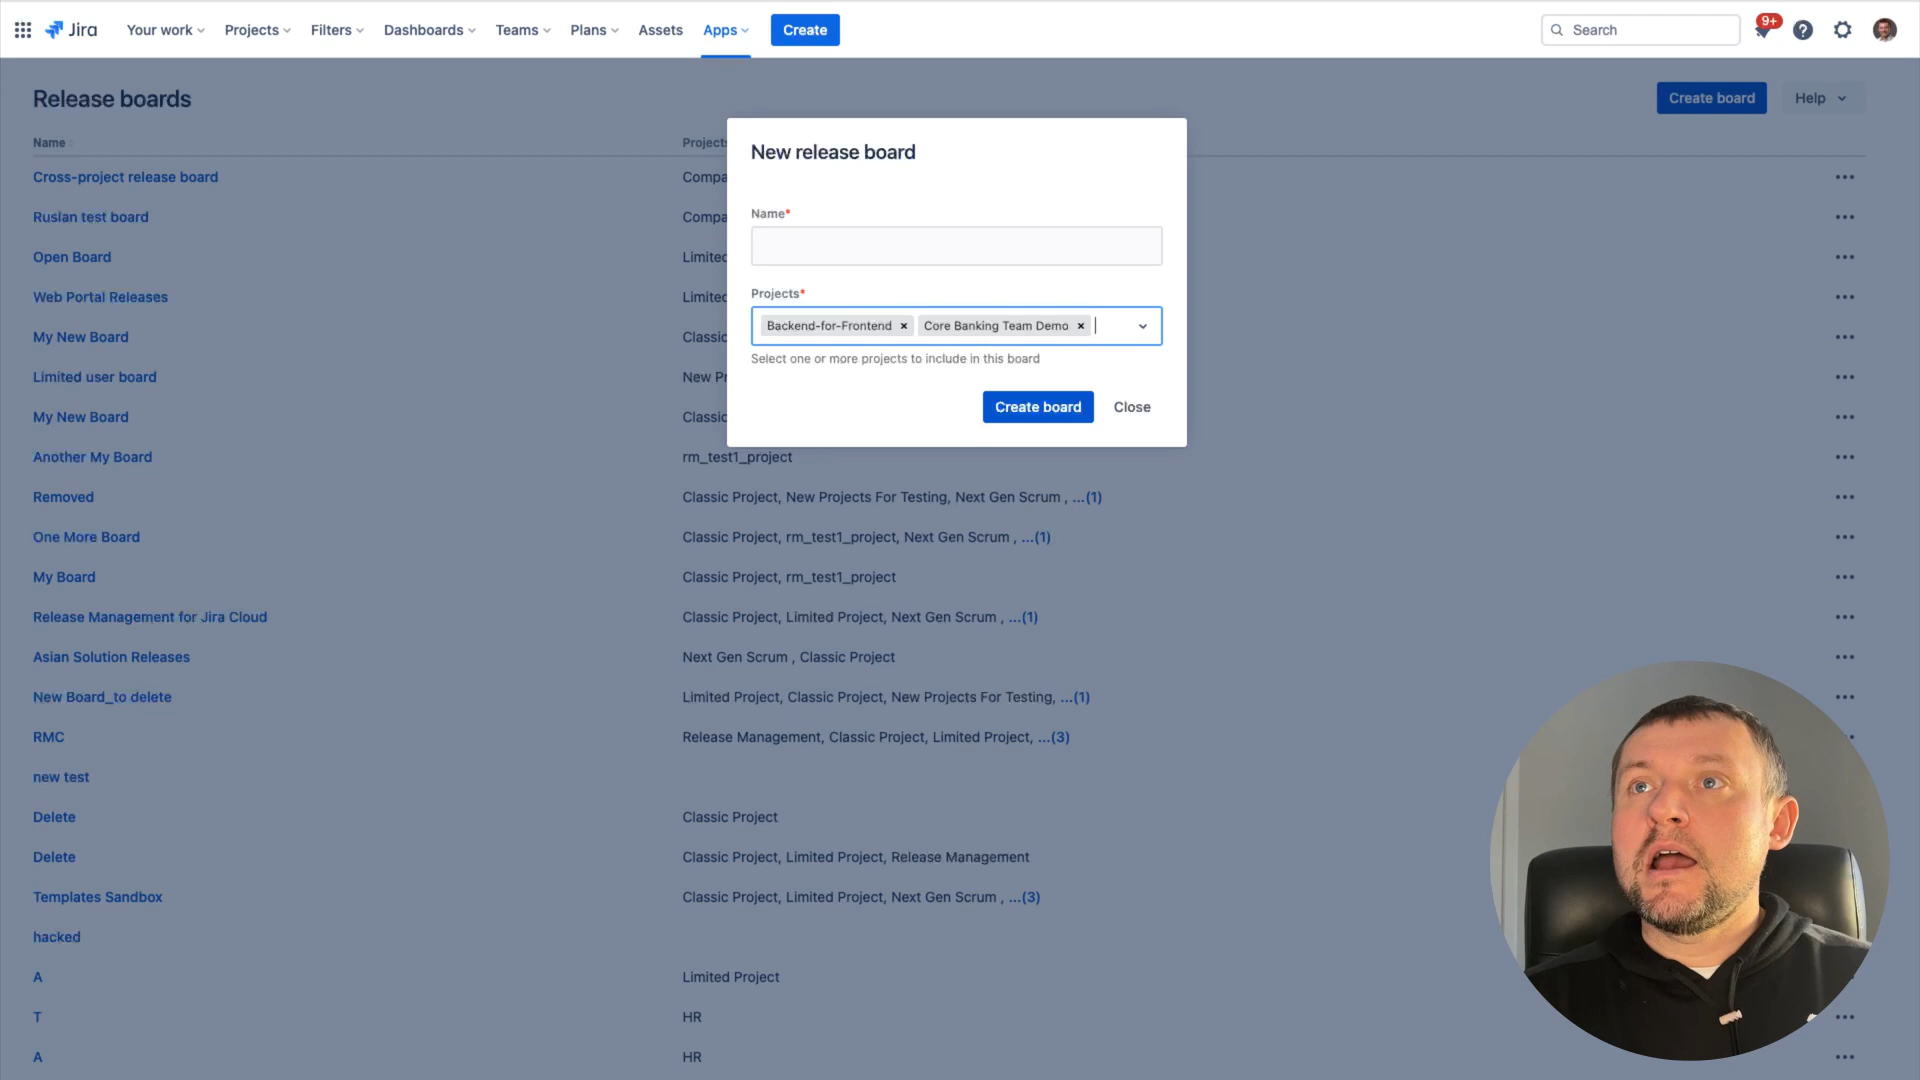 Jira Your work Projects Filters Dashboards Teams Plans Assets Apps Create Search 9+
Release boards Create board Help
Name Projects
Cross-project release board Compa
Ruslan test board Compa
Open Board Limited
Web Portal Releases Limited
My New Board Classic
Limited user board New Pr
My New Board Classic
Another My Board rm_test1_project
Removed Classic Project, New Projects For Testing, Next Gen Scrum , ...(1)
One More Board Classic Project, rm_test1_project, Next Gen Scrum , ...(1)
My Board Classic Project, rm_test1_project
Release Management for Jira Cloud Classic Project, Limited Project, Next Gen Scrum , ...(1)
Asian Solution Releases Next Gen Scrum , Classic Project
New Board_to delete Limited Project, Classic Project, New Projects For Testing, ...(1)
RMC Release Management, Classic Project, Limited Project, ...(3)
new test
Delete Classic Project
Delete Classic Project, Limited Project, Release Management
Templates Sandbox Classic Project, Limited Project, Next Gen Scrum , ...(3)
hacked
A Limited Project
T HR
A HR
New release board
Name*
Projects*
Backend-for-Frontend × Core Banking Team Demo ×
Select one or more projects to include in this board
Create board Close